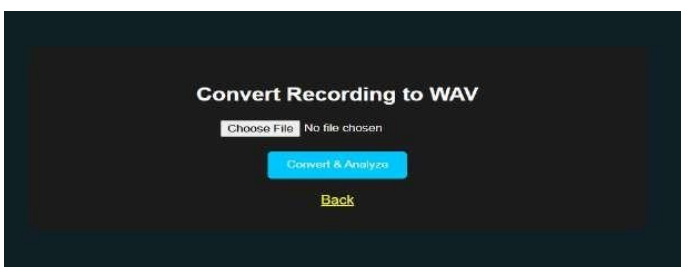 Convert Recording to WAV
Choose File No file chosen
Convert & Analyze
Back